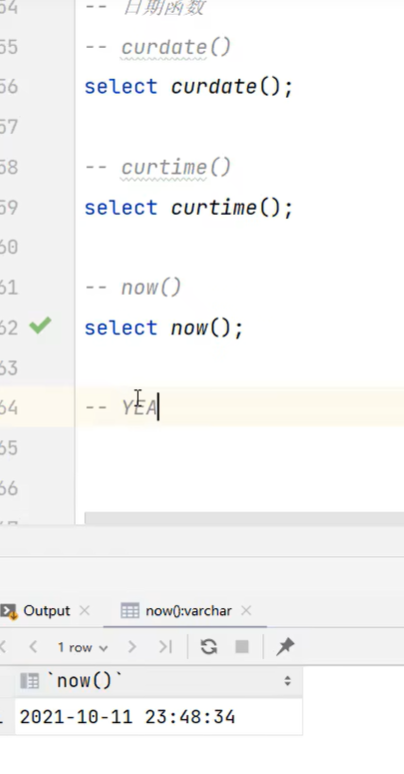 54 -- 日期函数
55 -- curdate()
56 select curdate();
57
58 -- curtime()
59 select curtime();
60
61 -- now()
62 select now();
63
64 -- YEA
65
66
Output
now():varchar
1 row
`now()`
1 2021-10-11 23:48:34